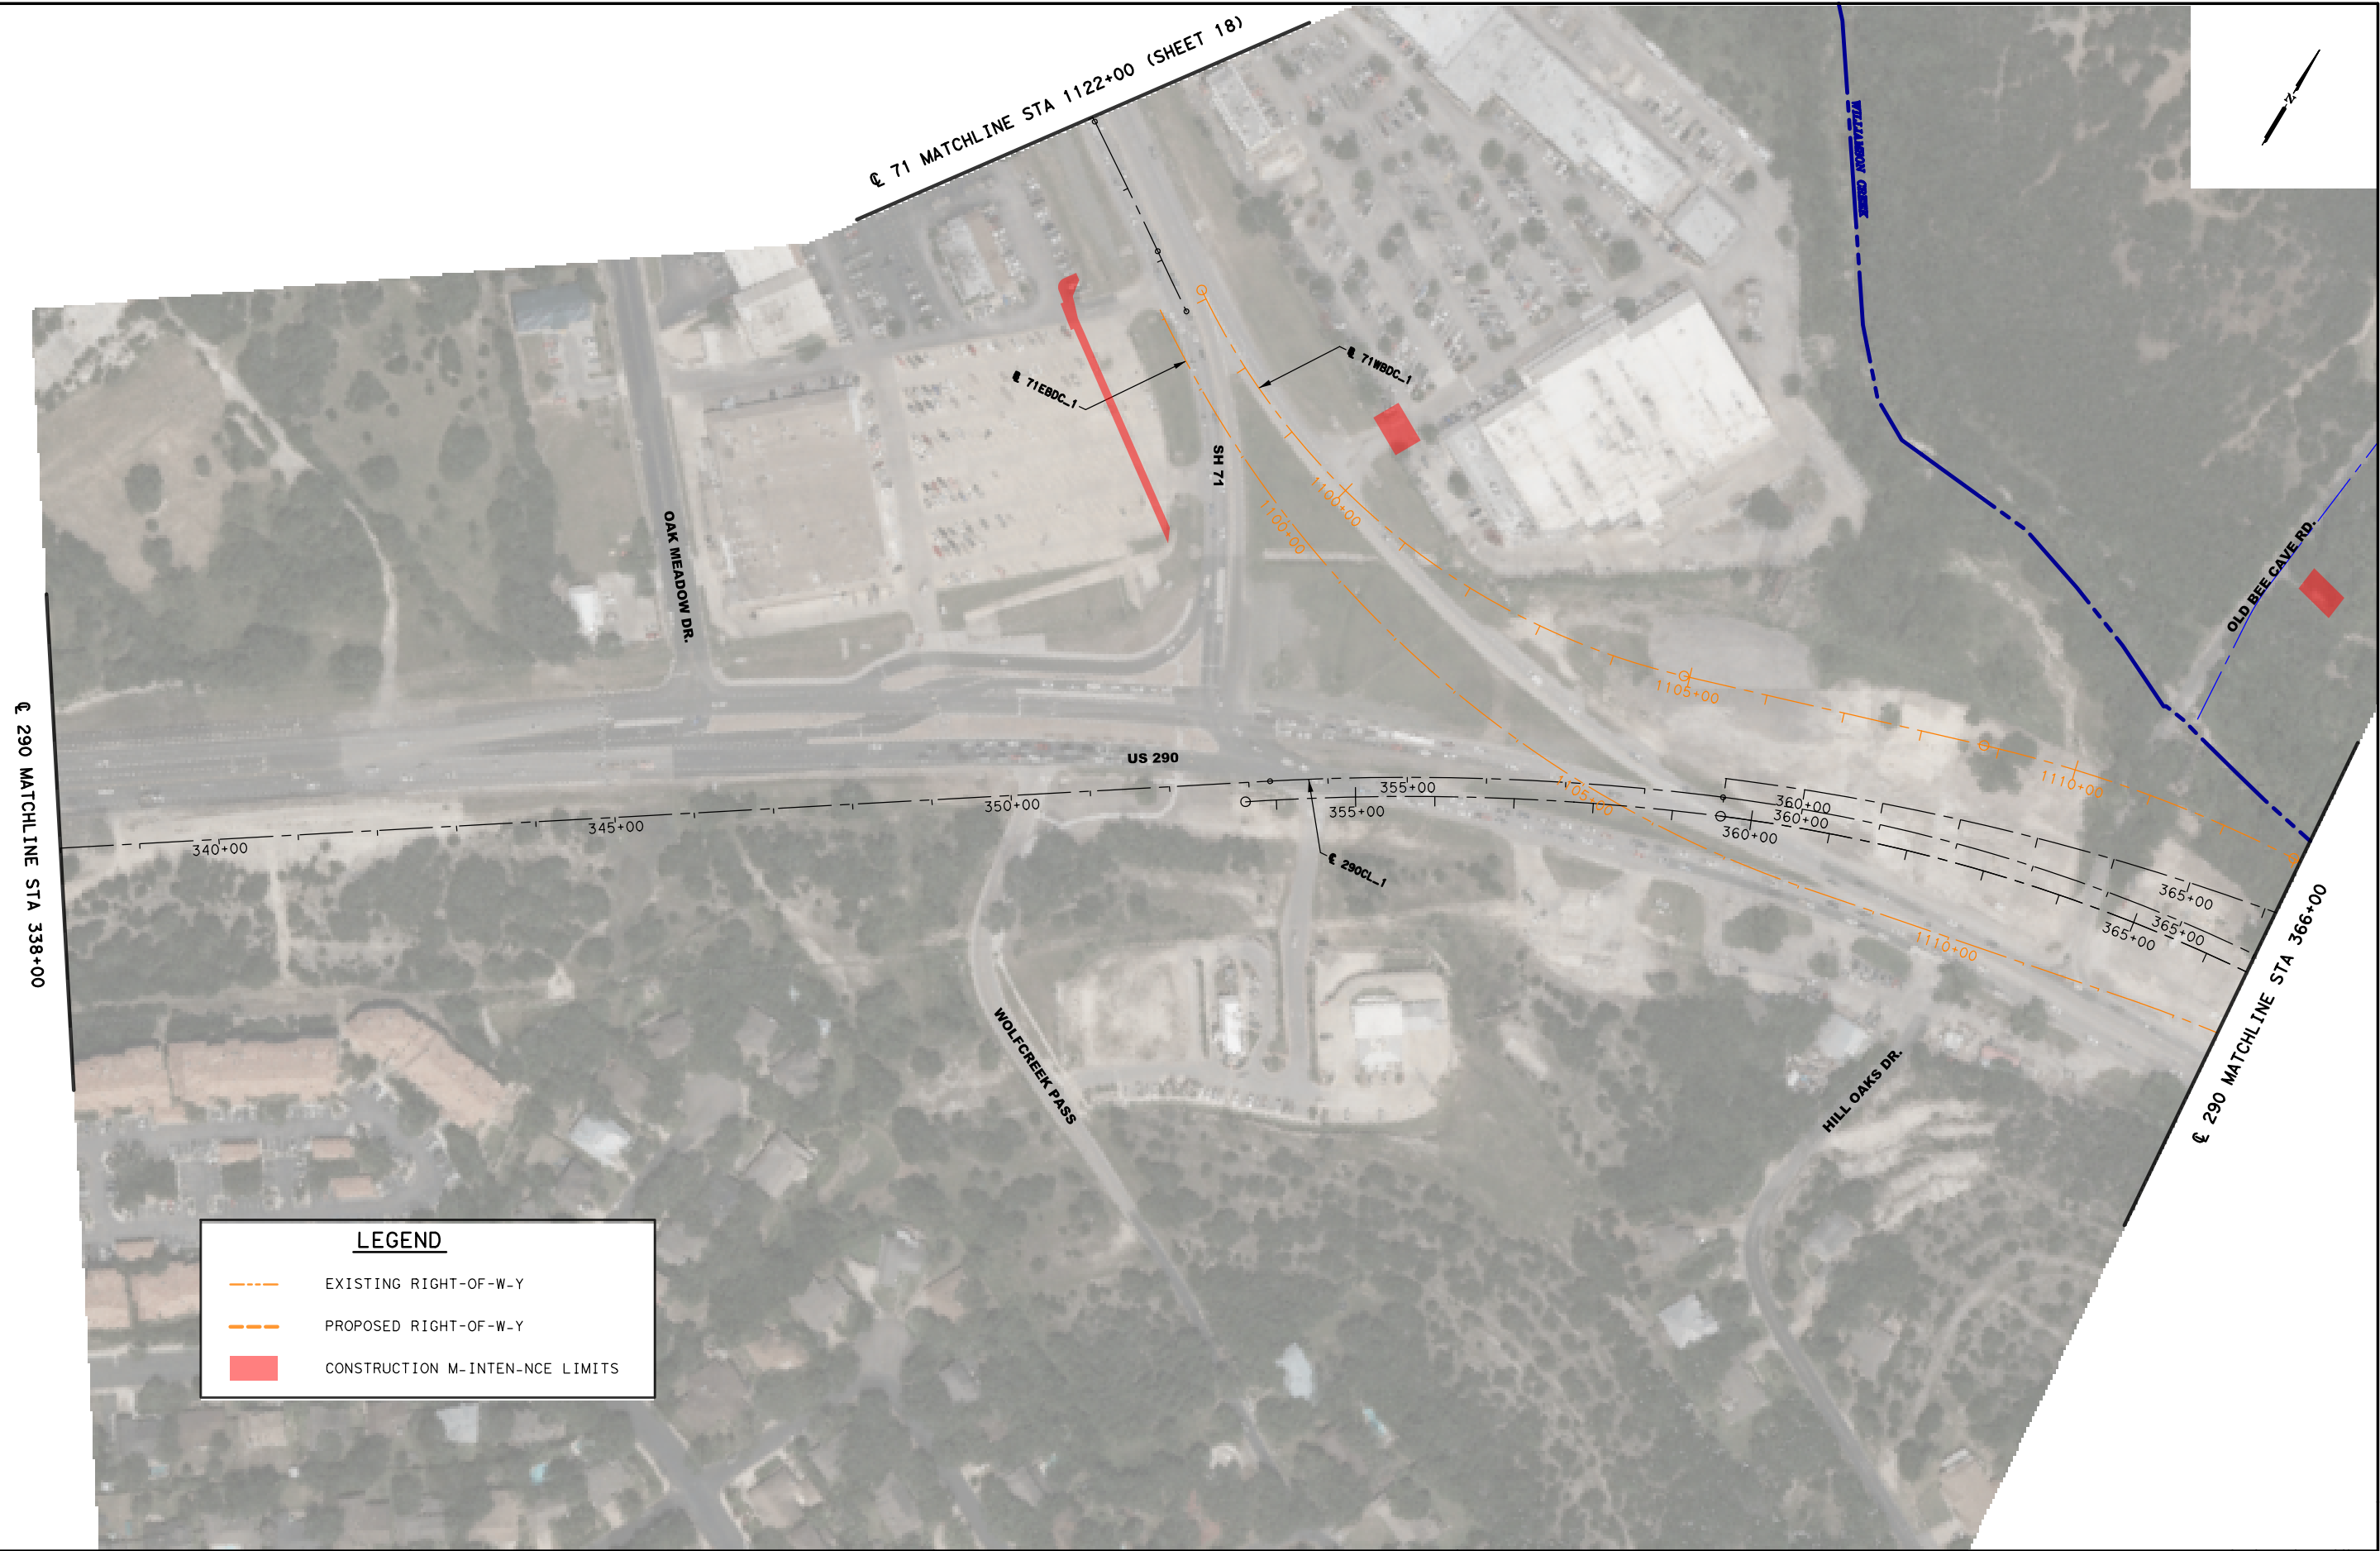 ℄ 71 MATCHLINE STA 1122+00 (SHEET 18)
N
WILLIAMSON CREEK
℄ 71WBDC_1
℄ 71EBDC_1
SH 71
1100+00
1100+00
OAK MEADOW DR.
OLD BEE CAVE RD.
1105+00
1110+00
US 290
℄ 290 MATCHLINE STA 338+00
340+00
345+00
350+00
355+00
355+00
1105+00
360+00
360+00
360+00
℄ 290CL_1
365+00
365+00
365+00
1110+00
℄ 290 MATCHLINE STA 366+00
WOLFCREEK PASS
HILL OAKS DR.
LEGEND
EXISTING RIGHT-OF-W-Y
PROPOSED RIGHT-OF-W-Y
CONSTRUCTION M-INTEN-NCE LIMITS